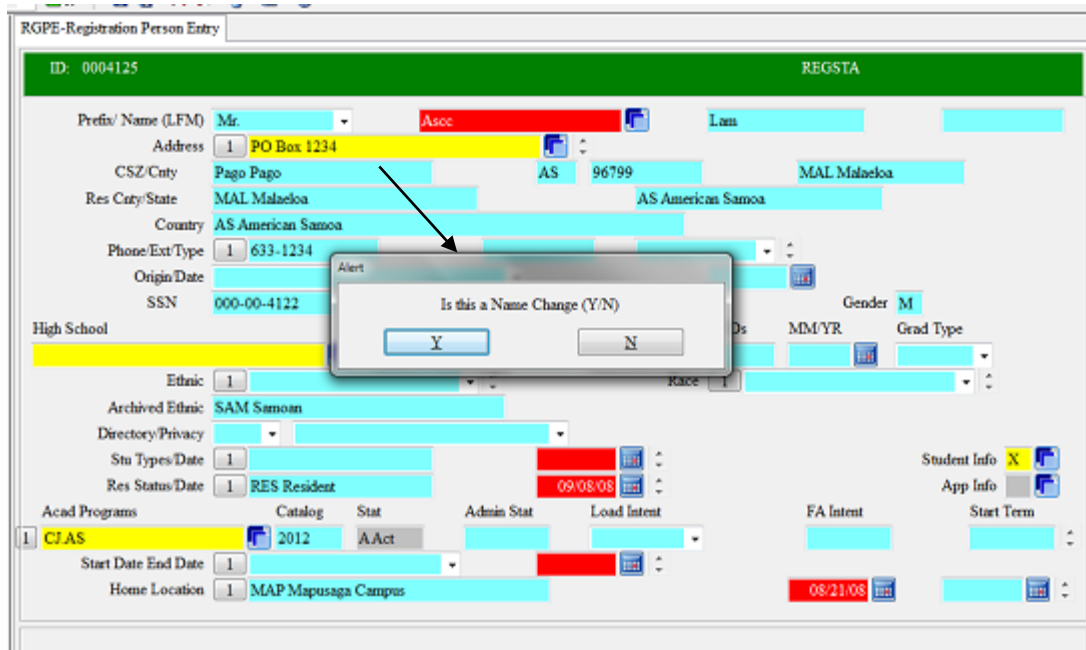 RGPE-Registration Person Entry
ID: 0004125 REGSTA
Prefix/ Name (LFM) Mr. Ascc Lam
Address 1 PO Box 1234
CSZ/Cnty Pago Pago AS 96799 MAL Malaeloa
Res Cnty/State MAL Malaeloa AS American Samoa
Country AS American Samoa
Phone/Ext/Type 1 633-1234
Alert
Origin/Date
Is this a Name Change (Y/N)
SSN 000-00-4122 Gender M
High School MM/YR Grad Type
Y N
Ethnic 1 Race 1
Archived Ethnic SAM Samoan
Directory/Privacy
Stu Types/Date 1 Student Info X
Res Status/Date 1 RES Resident 09/08/08 App Info
Acad Programs Catalog Stat Admin Stat Load Intent FA Intent Start Term
1 CJ.AS 2012 A Act
Start Date End Date 1
Home Location 1 MAP Mapusaga Campus 08/21/08